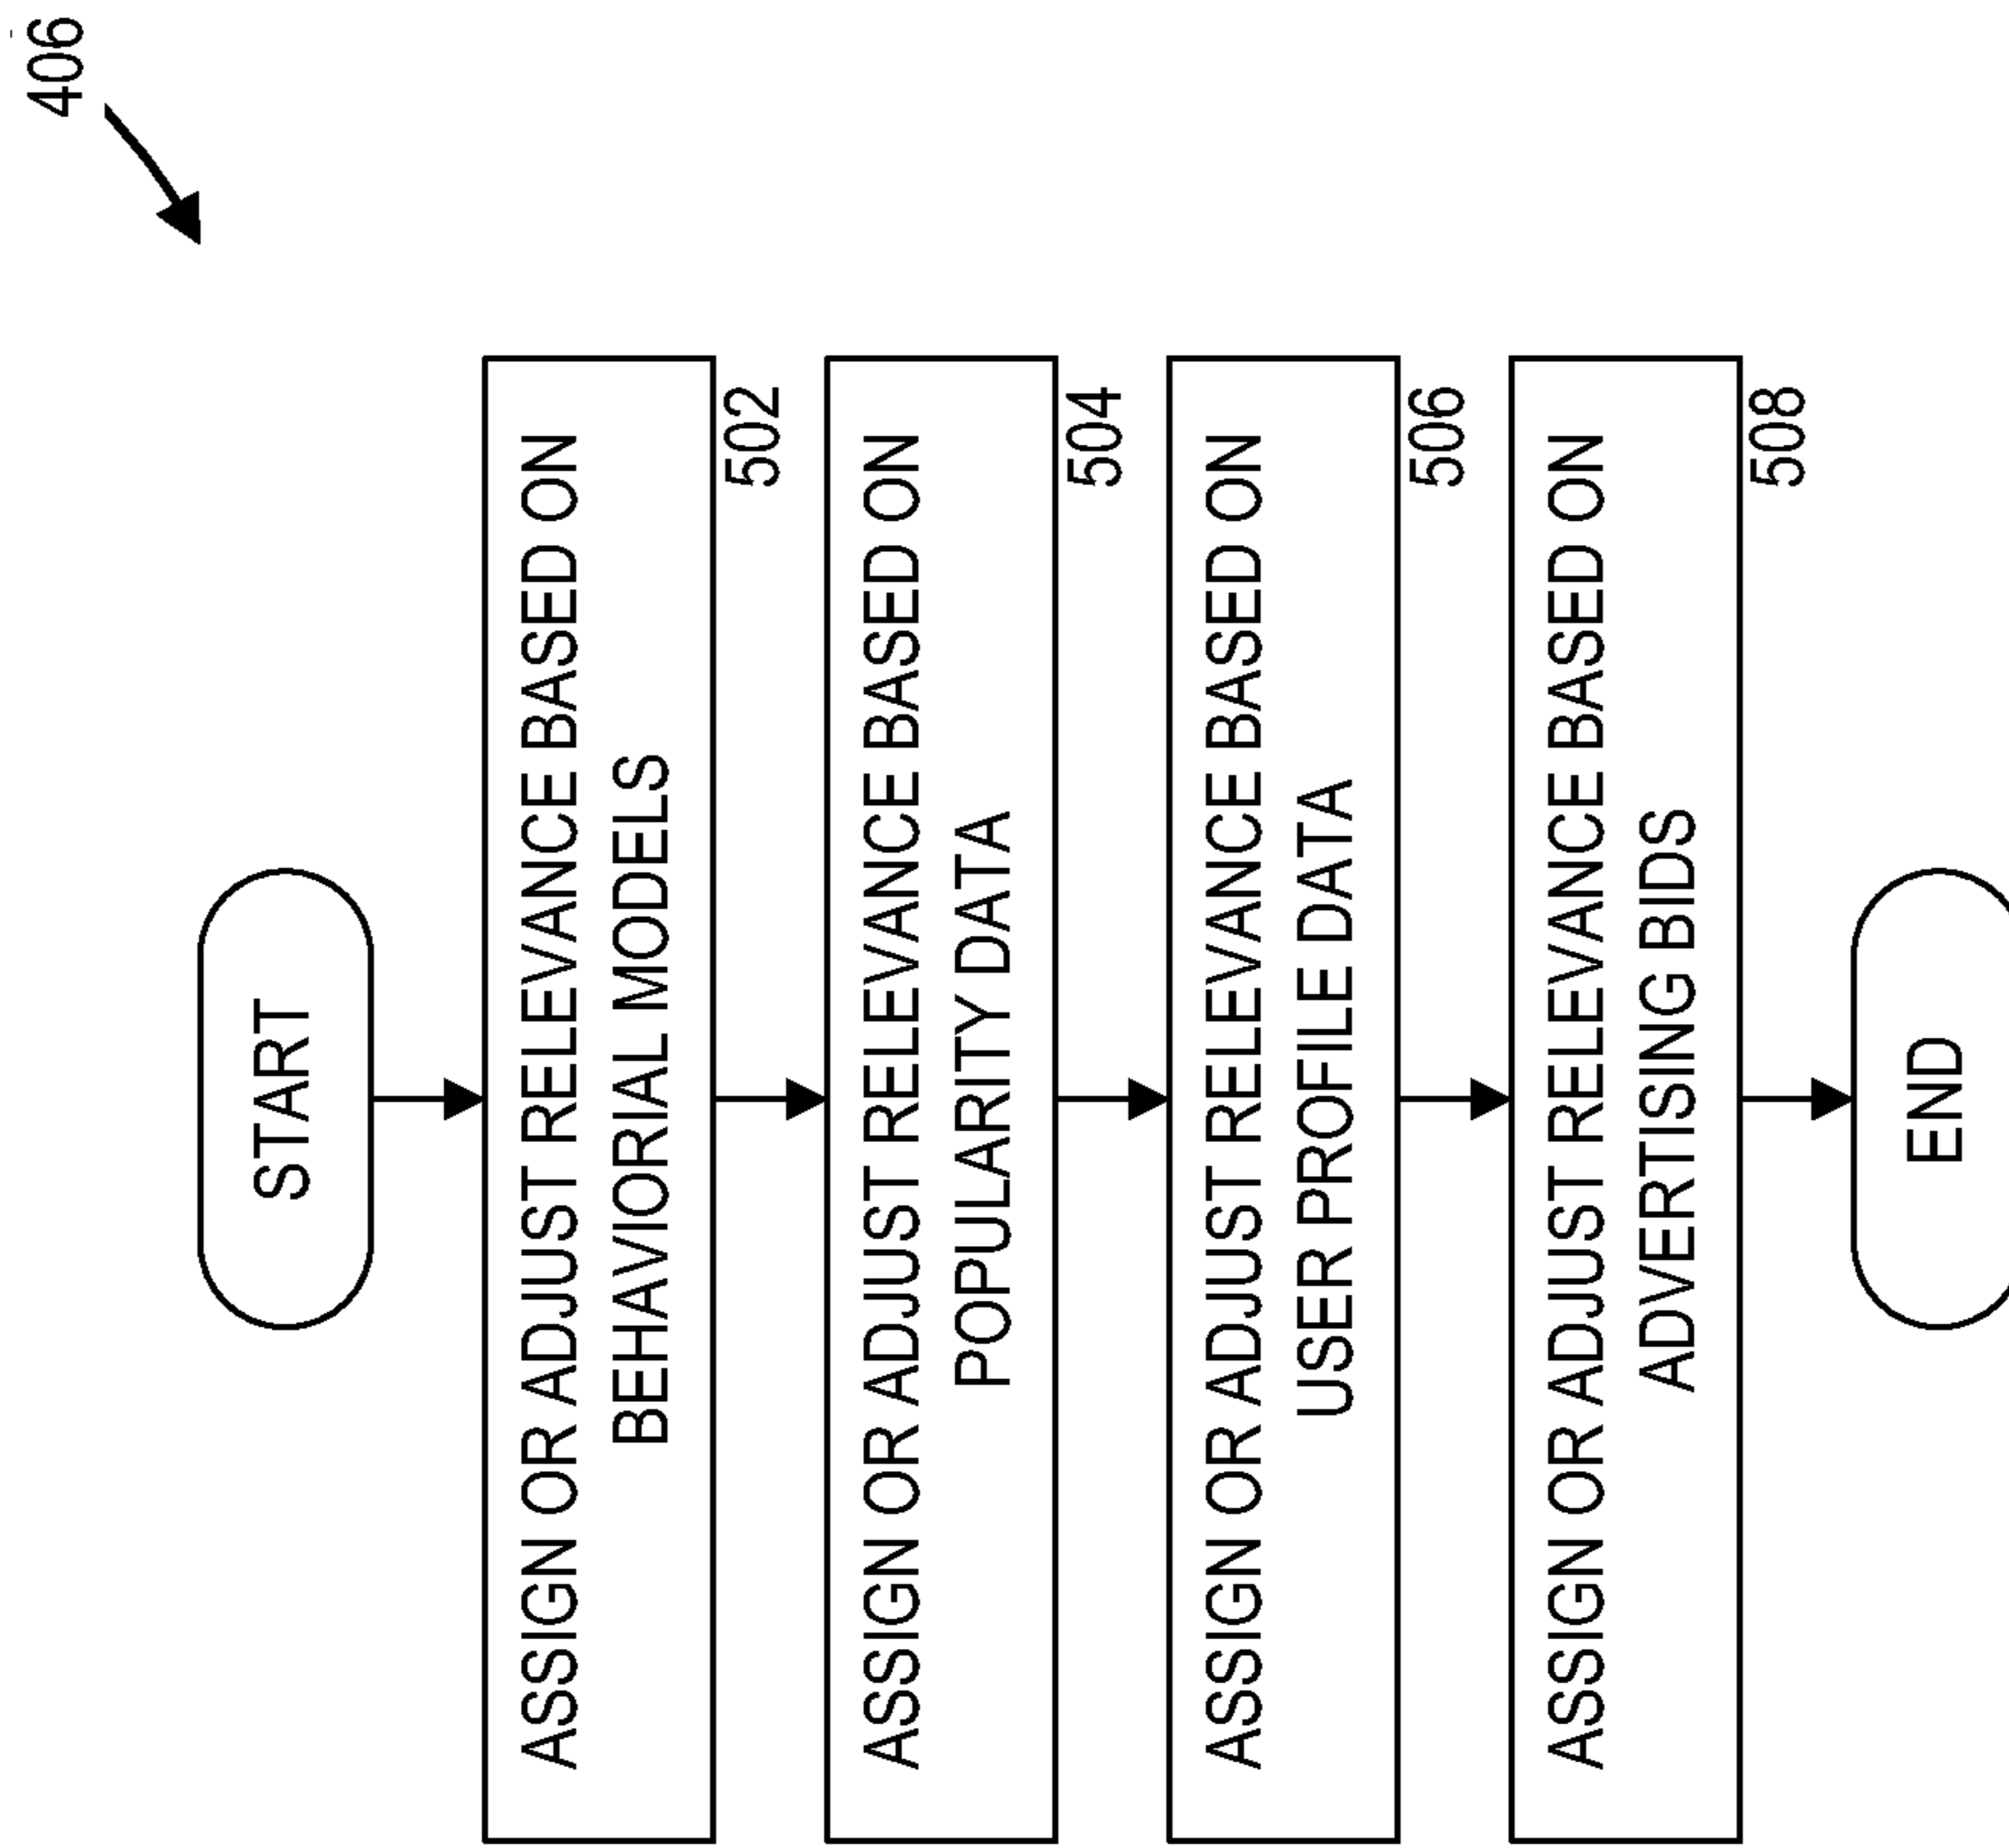 406
START
ASSIGN OR ADJUST RELEVANCE BASED ON
BEHAVIORIAL MODELS
502
ASSIGN OR ADJUST RELEVANCE BASED ON
POPULARITY DATA
504
ASSIGN OR ADJUST RELEVANCE BASED ON
USER PROFILE DATA
506
ASSIGN OR ADJUST RELEVANCE BASED ON
ADVERTISING BIDS
508
END